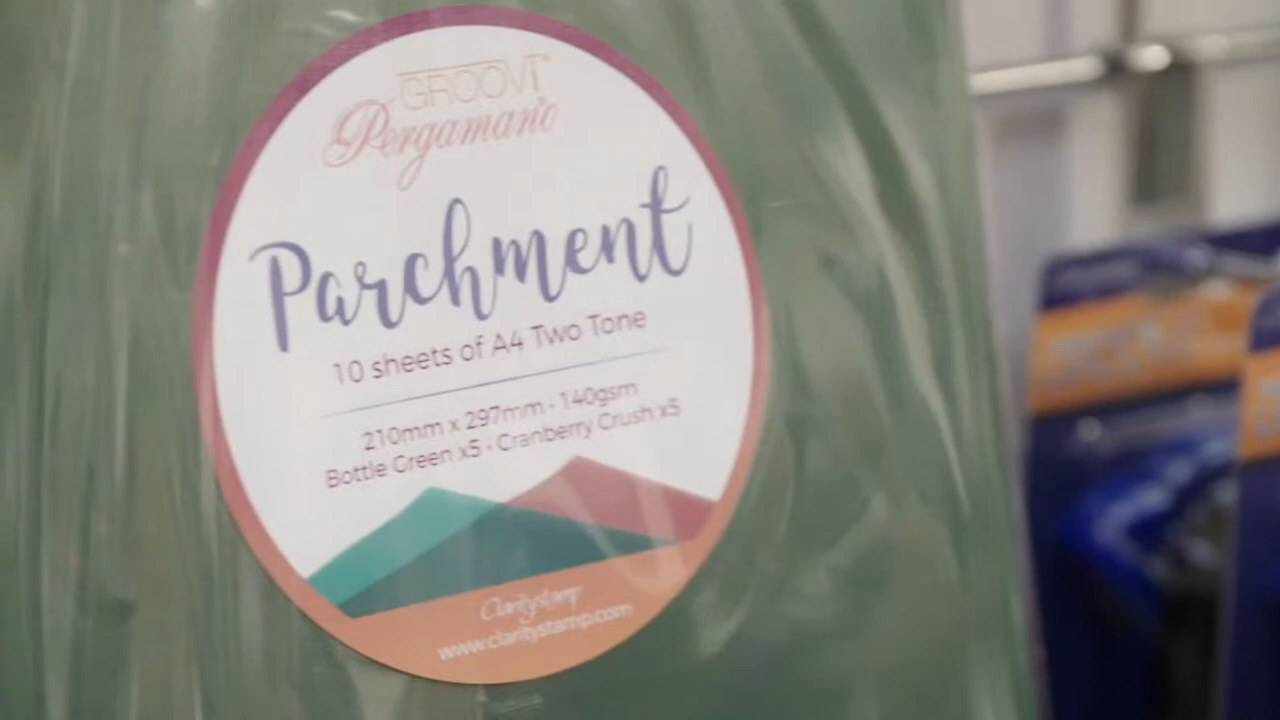 GROOVI
Pergamano
Parchment
10 sheets of A4 Two Tone
210mm x 297mm - 140gsm
Bottle Green x5 - Cranberry Crush x5
Claritystamp
www.claritystamp.com